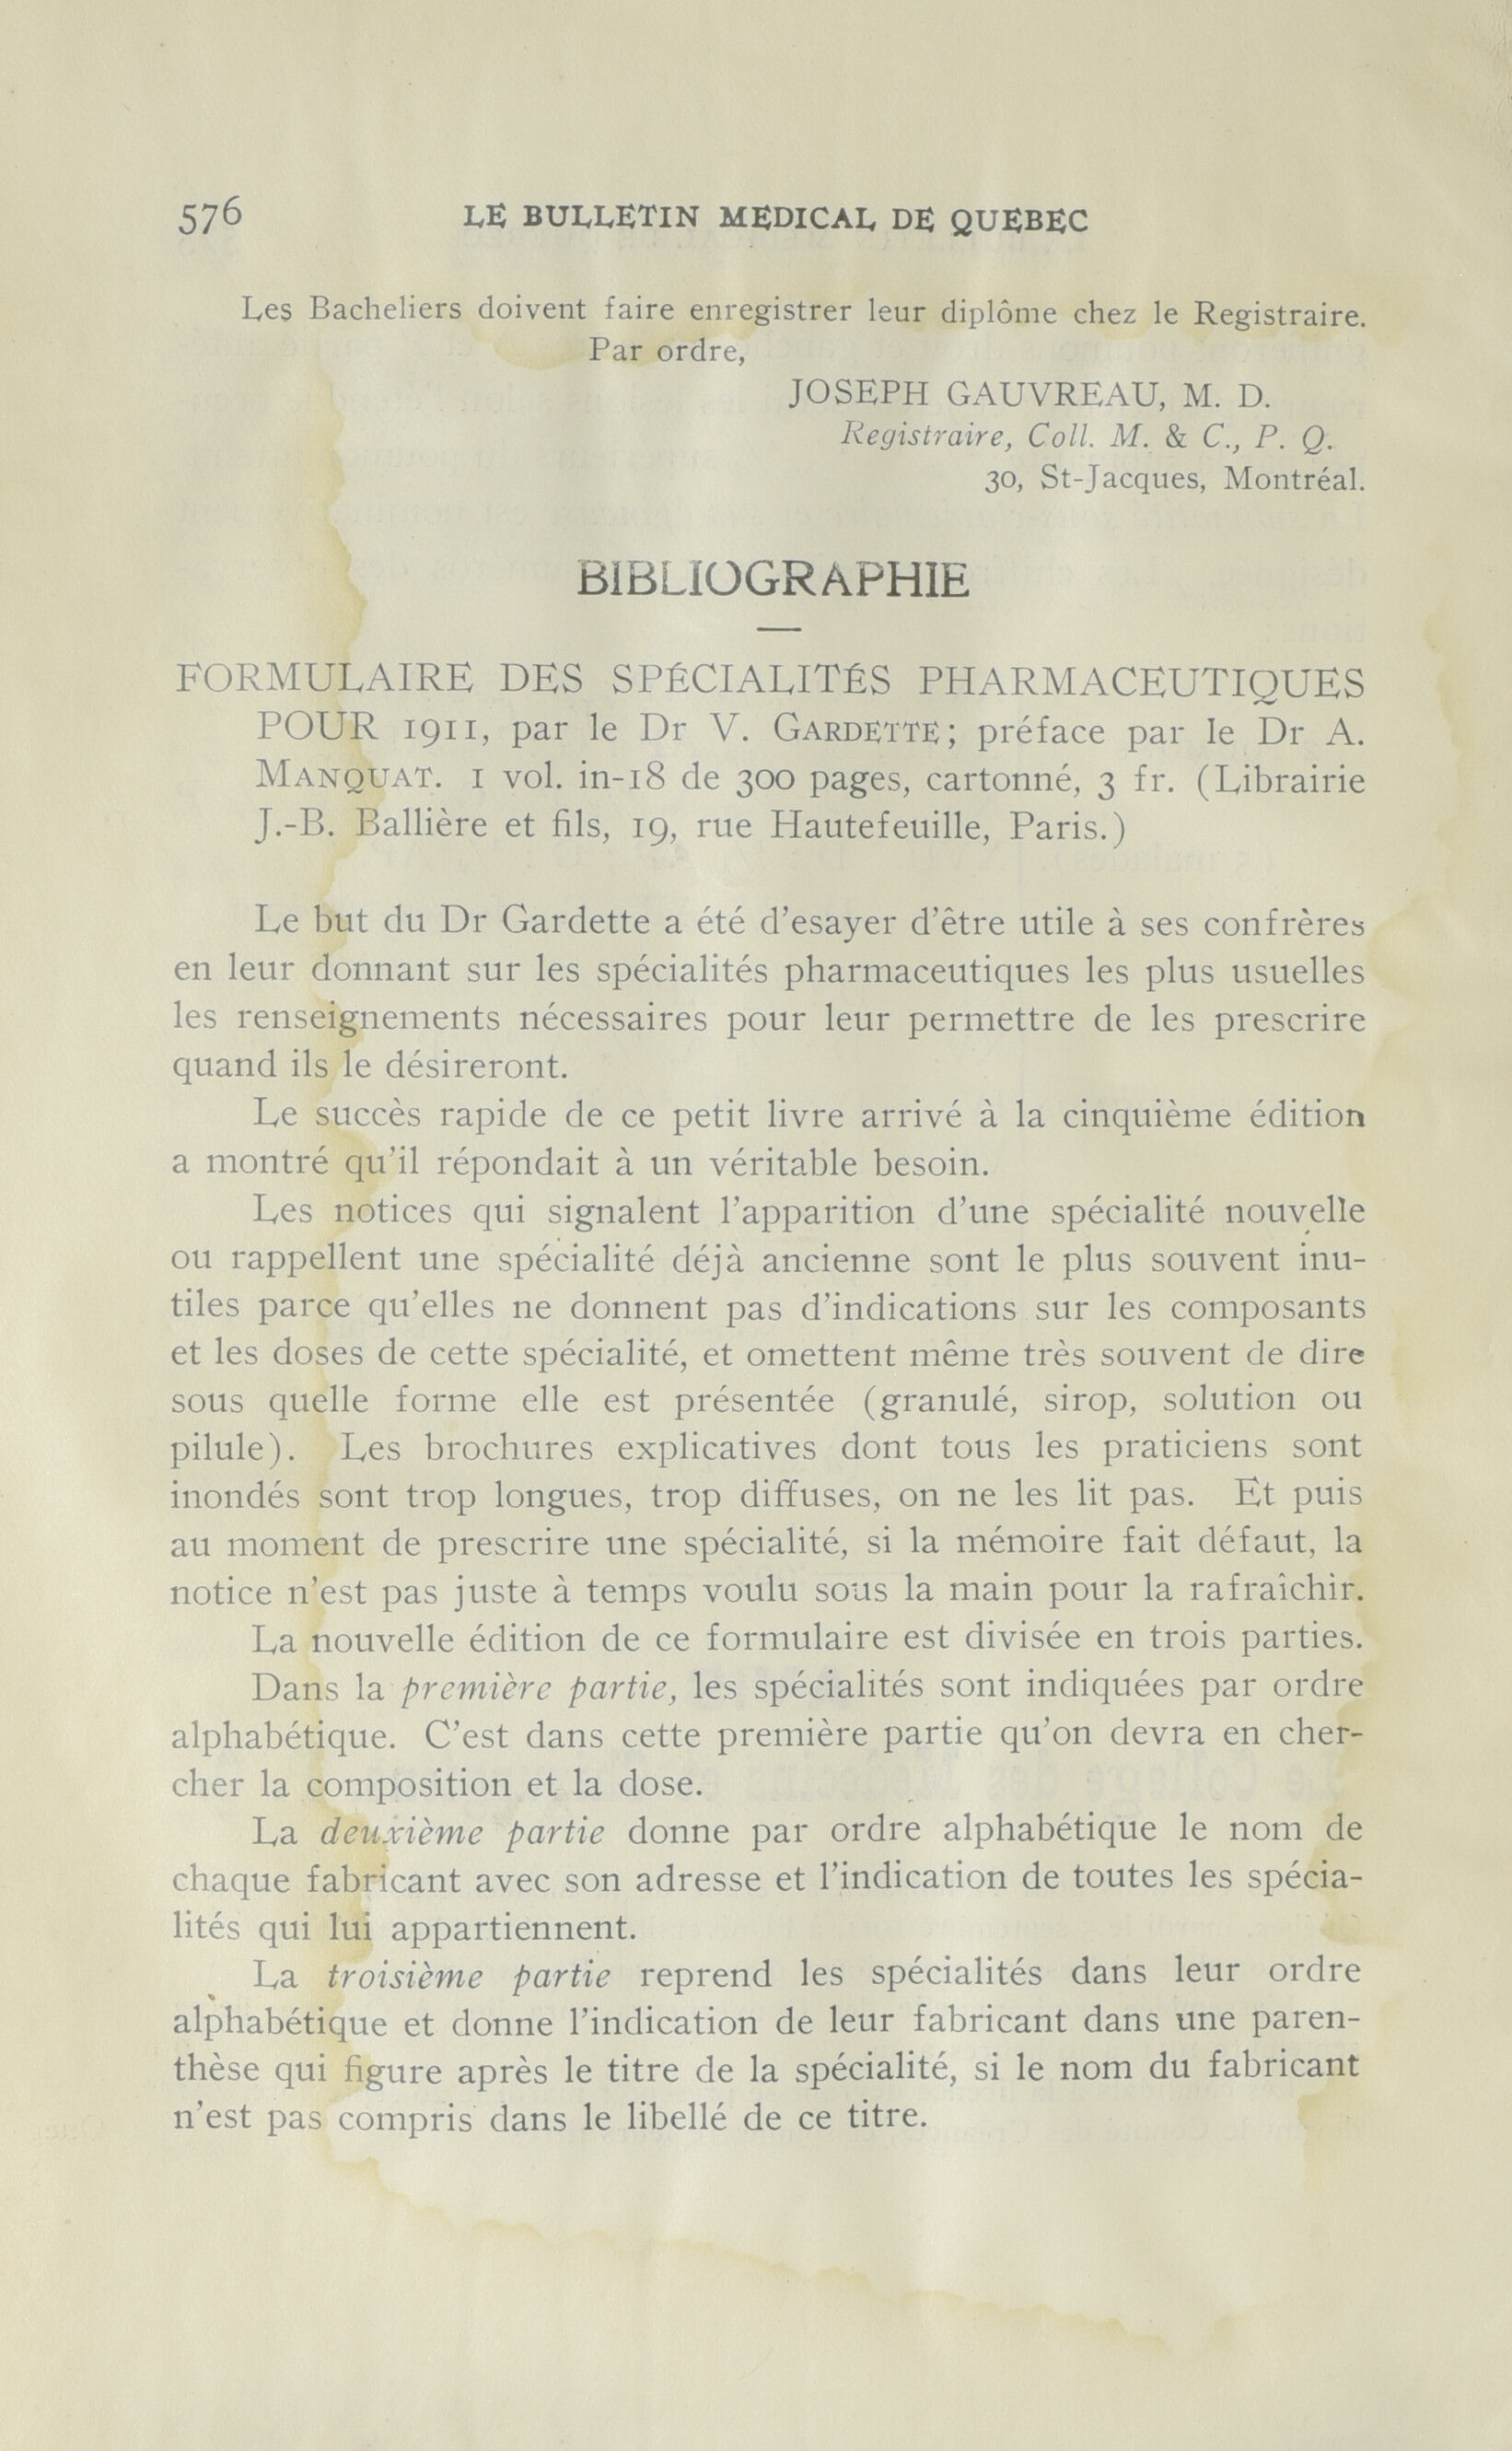 576 LE BULLETIN MEDICAL DE QUEBEC
Les Bacheliers doivent faire enregistrer leur diplôme chez le Registraire.
Par ordre,
JOSEPH GAUVREAU, M. D.
Registraire, Coll. M. & C., P. Q.
30, St-Jacques, Montréal.
BIBLIOGRAPHIE
FORMULAIRE DES SPÉCIALITÉS PHARMACEUTIQUES
POUR 1911, par le Dr V. GARDETTE; préface par le Dr A.
MANQUAT. 1 vol. in-18 de 300 pages, cartonné, 3 fr. (Librairie
J.-B. Ballière et fils, 19, rue Hautefeuille, Paris.)
Le but du Dr Gardette a été d'esayer d'être utile à ses confrères
en leur donnant sur les spécialités pharmaceutiques les plus usuelles
les renseignements nécessaires pour leur permettre de les prescrire
quand ils le désireront.
Le succès rapide de ce petit livre arrivé à la cinquième édition
a montré qu'il répondait à un véritable besoin.
Les notices qui signalent l'apparition d'une spécialité nouvelle
ou rappellent une spécialité déjà ancienne sont le plus souvent inu-
tiles parce qu'elles ne donnent pas d'indications sur les composants
et les doses de cette spécialité, et omettent même très souvent de dire
sous quelle forme elle est présentée (granulé, sirop, solution ou
pilule). Les brochures explicatives dont tous les praticiens sont
inondés sont trop longues, trop diffuses, on ne les lit pas. Et puis
au moment de prescrire une spécialité, si la mémoire fait défaut, la
notice n'est pas juste à temps voulu sous la main pour la rafraîchir.
La nouvelle édition de ce formulaire est divisée en trois parties.
Dans la première partie, les spécialités sont indiquées par ordre
alphabétique. C'est dans cette première partie qu'on devra en cher-
cher la composition et la dose.
La deuxième partie donne par ordre alphabétique le nom de
chaque fabricant avec son adresse et l'indication de toutes les spécia-
lités qui lui appartiennent.
La troisième partie reprend les spécialités dans leur ordre
alphabétique et donne l'indication de leur fabricant dans une paren-
thèse qui figure après le titre de la spécialité, si le nom du fabricant
n'est pas compris dans le libellé de ce titre.